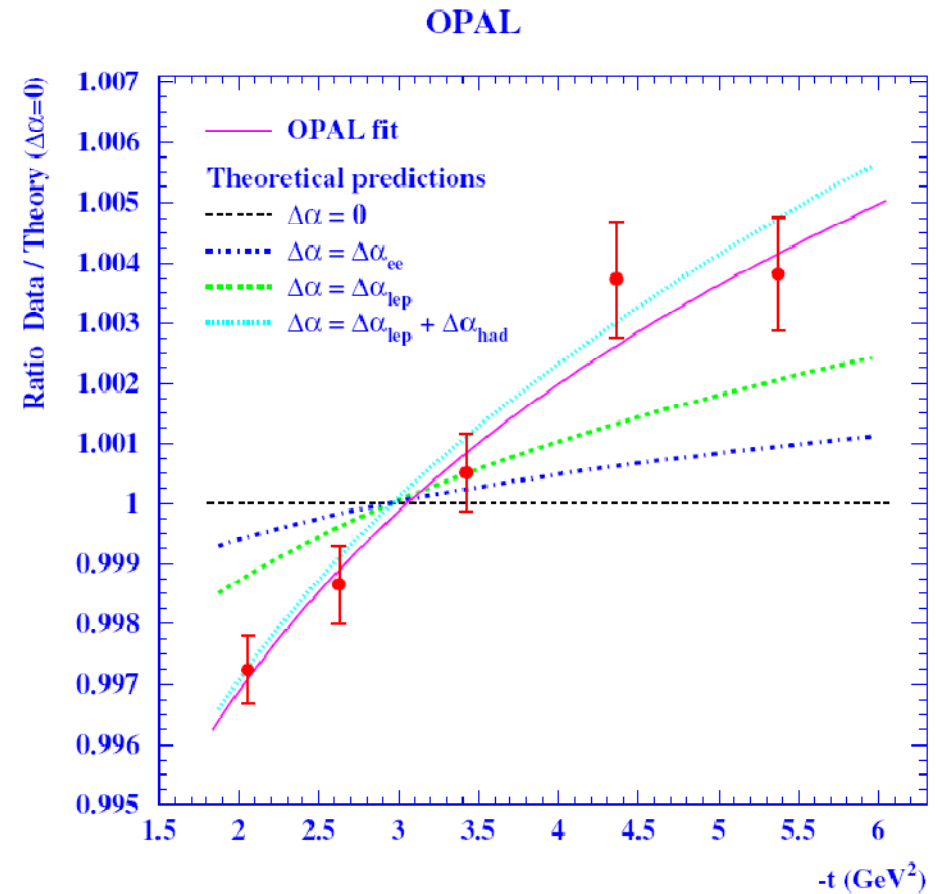 OPAL
Ratio Data / Theory (Δα=0)
1.007
1.006
1.005
1.004
1.003
1.002
1.001
1
0.999
0.998
0.997
0.996
0.995
OPAL fit
Theoretical predictions
Δα = 0
Δα = Δα_ee
Δα = Δα_lep
Δα = Δα_lep + Δα_had
1.5 2 2.5 3 3.5 4 4.5 5 5.5 6
-t (GeV²)